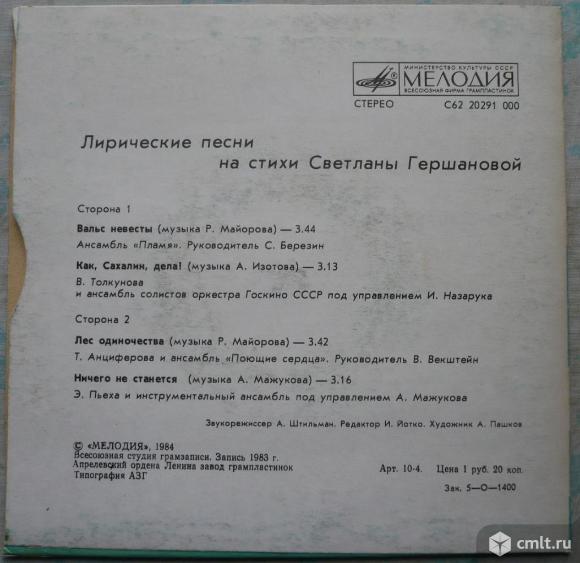 МИНИСТЕРСТВО КУЛЬТУРЫ СССР
МЕЛОДИЯ
ВСЕСОЮЗНАЯ ФИРМА ГРАМПЛАСТИНОК
СТЕРЕО
С62 20291 000
Лирические песни
на стихи Светланы Гершановой
Сторона 1
Вальс невесты (музыка Р. Майорова) — 3.44
Ансамбль «Пламя». Руководитель С. Березин
Как, Сахалин, дела! (музыка А. Изотова) — 3.13
В. Толкунова
и ансамбль солистов оркестра Госкино СССР под управлением И. Назарука
Сторона 2
Лес одиночества (музыка Р. Майорова) — 3.42
Т. Анциферова и ансамбль «Поющие сердца». Руководитель В. Векштейн
Ничего не станется (музыка А. Мажукова) — 3.16
Э. Пьеха и инструментальный ансамбль под управлением А. Мажукова
Звукорежиссер А. Штильман. Редактор И. Йотко. Художник А. Пашков
© «МЕЛОДИЯ», 1984
Всесоюзная студия грамзаписи. Запись 1983 г.
Апрелевский ордена Ленина завод грампластинок
Типография АЗГ
Арт. 10-4. Цена 1 руб. 20 коп.
Зак. 5—О—1400
cmlt.ru